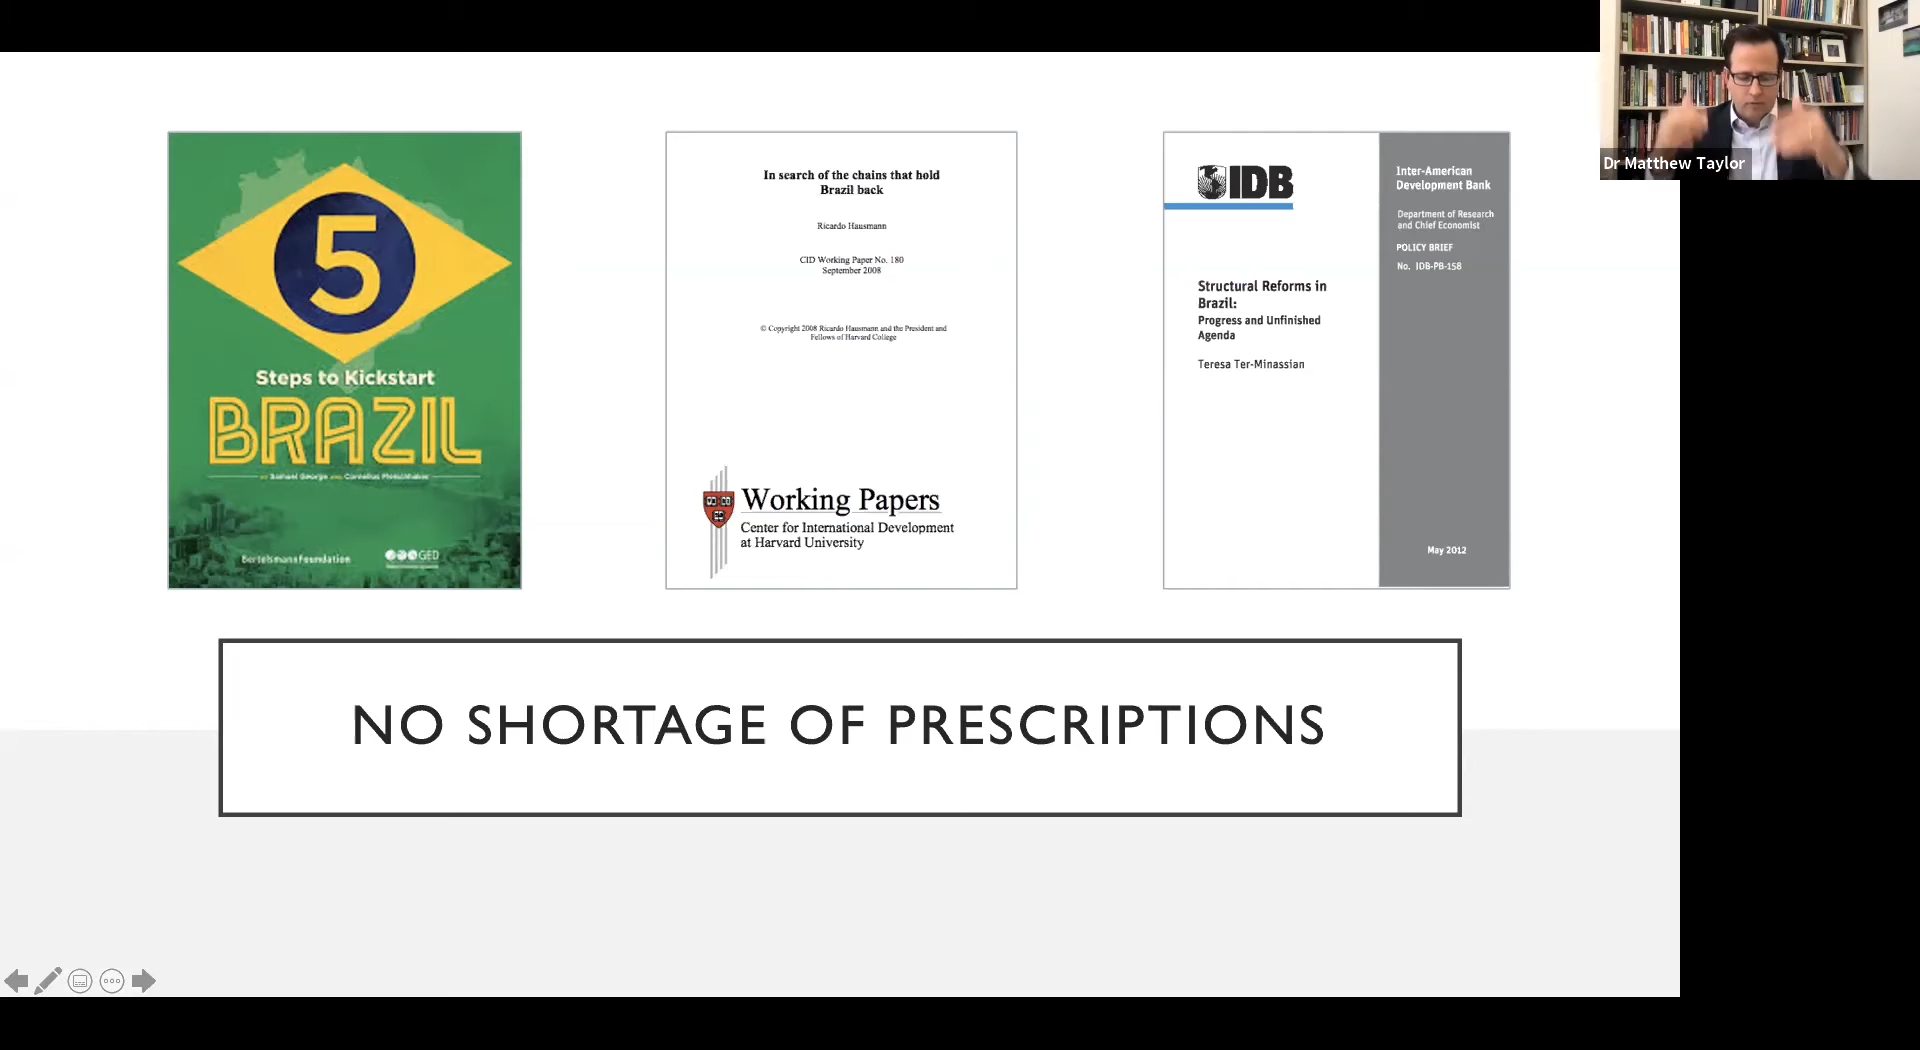 5
Steps to Kickstart
BRAZIL
BertelsmannFoundation
GED
In search of the chains that hold
Brazil back
Ricardo Hausmann
CID Working Paper No. 180
September 2008
© Copyright 2008 Ricardo Hausmann and the President and
Fellows of Harvard College
Working Papers
Center for International Development
at Harvard University
IDB
Structural Reforms in
Brazil:
Progress and Unfinished
Agenda
Teresa Ter-Minassian
Inter-American
Development Bank
Department of Research
and Chief Economist
POLICY BRIEF
No. IDB-PB-158
May 2012
NO SHORTAGE OF PRESCRIPTIONS
Dr Matthew Taylor